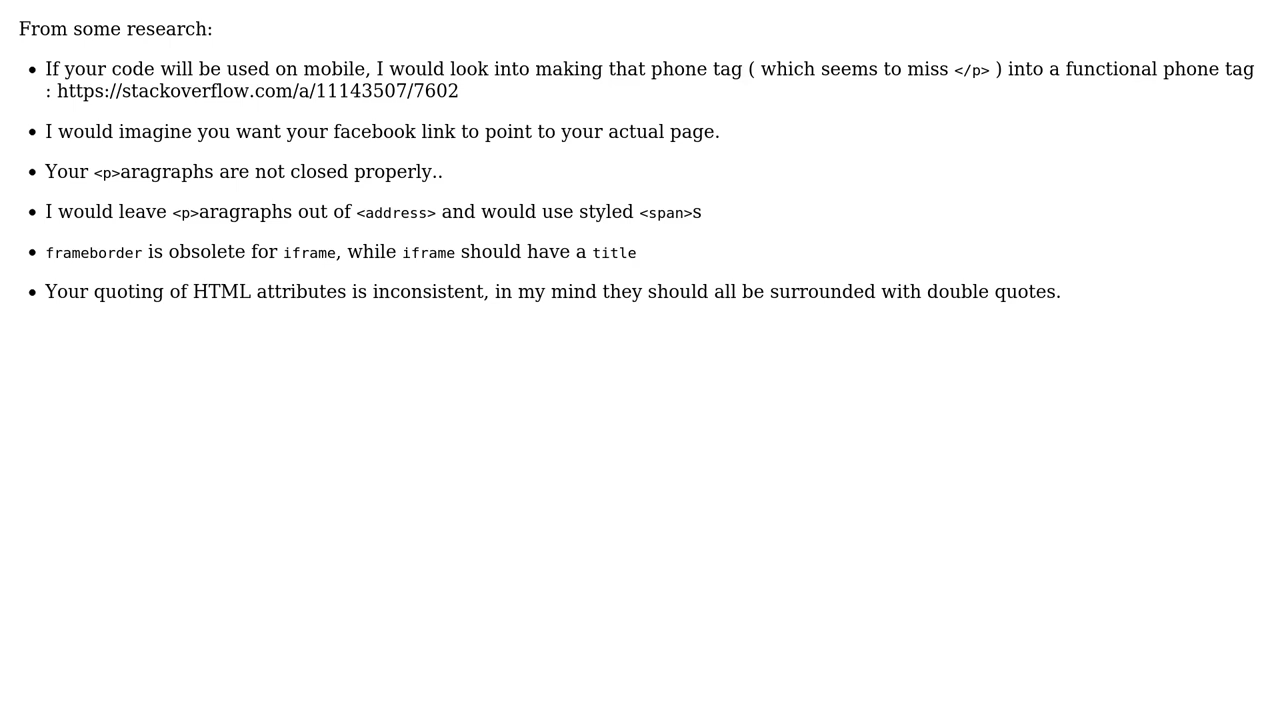 From some research:
• If your code will be used on mobile, I would look into making that phone tag ( which seems to miss </p> ) into a functional phone tag
: https://stackoverflow.com/a/11143507/7602
• I would imagine you want your facebook link to point to your actual page.
• Your <p>aragraphs are not closed properly..
• I would leave <p>aragraphs out of <address> and would use styled <span>s
• frameborder is obsolete for iframe, while iframe should have a title
• Your quoting of HTML attributes is inconsistent, in my mind they should all be surrounded with double quotes.